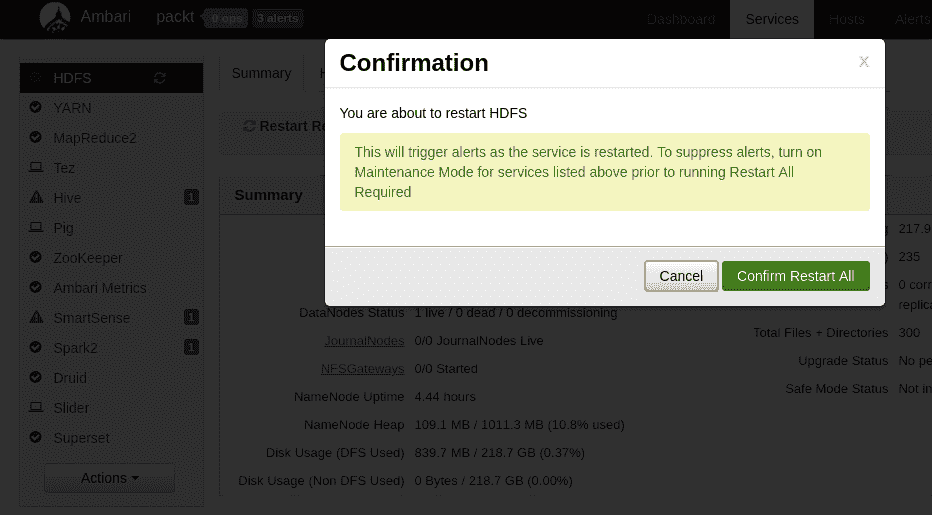 Ambari packt 0 ops 3 alerts Dashboard Services Hosts Alerts
Confirmation X
You are about to restart HDFS
This will trigger alerts as the service is restarted. To suppress alerts, turn on
Maintenance Mode for services listed above prior to running Restart All
Required
Cancel Confirm Restart All
HDFS
YARN
MapReduce2
Tez
Hive 1
Pig
ZooKeeper
Ambari Metrics
SmartSense 1
Spark2 1
Druid
Slider
Superset
Actions
Summary
Restart
Summary
217.9
235
0
DataNodes Status 1 live / 0 dead / 0 decommissioning
JournalNodes 0/0 JournalNodes Live
NFSGateways 0/0 Started
NameNode Uptime 4.44 hours
NameNode Heap 109.1 MB / 1011.3 MB (10.8% used)
Disk Usage (DFS Used) 839.7 MB / 218.7 GB (0.37%)
Disk Usage (Non DFS Used) 0 Bytes / 218.7 GB (0.00%)
Total Files + Directories 300
Upgrade Status No
Safe Mode Status Not